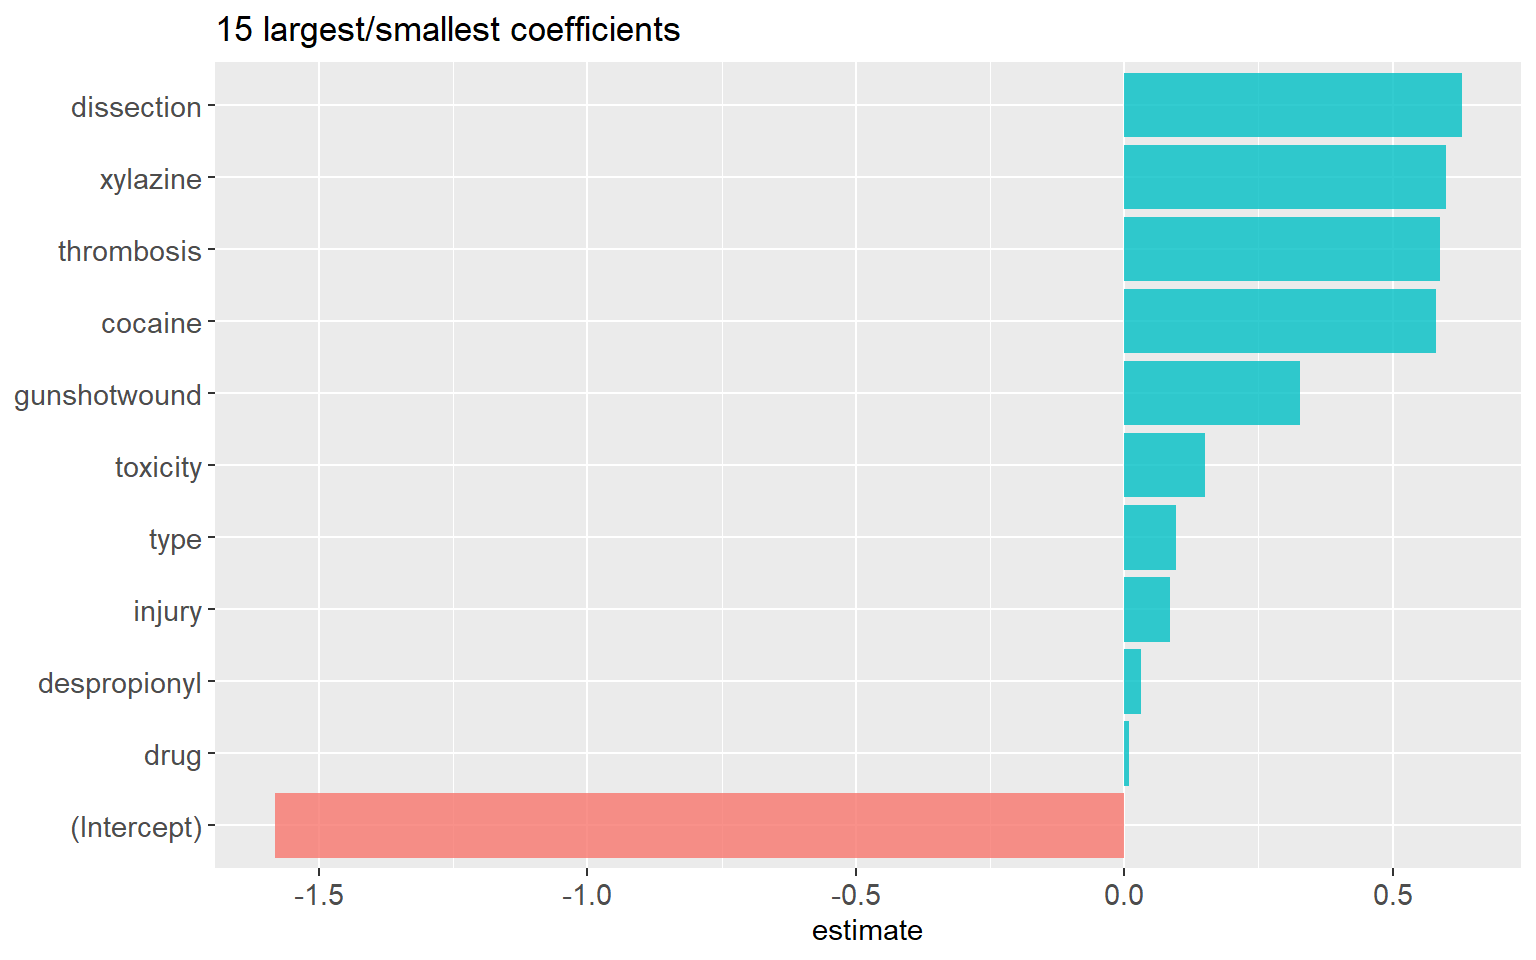 15 largest/smallest coefficients
dissection
xylazine
thrombosis
cocaine
gunshotwound
toxicity
type
injury
despropionyl
drug
(Intercept)
-1.5 -1.0 -0.5 0.0 0.5
estimate